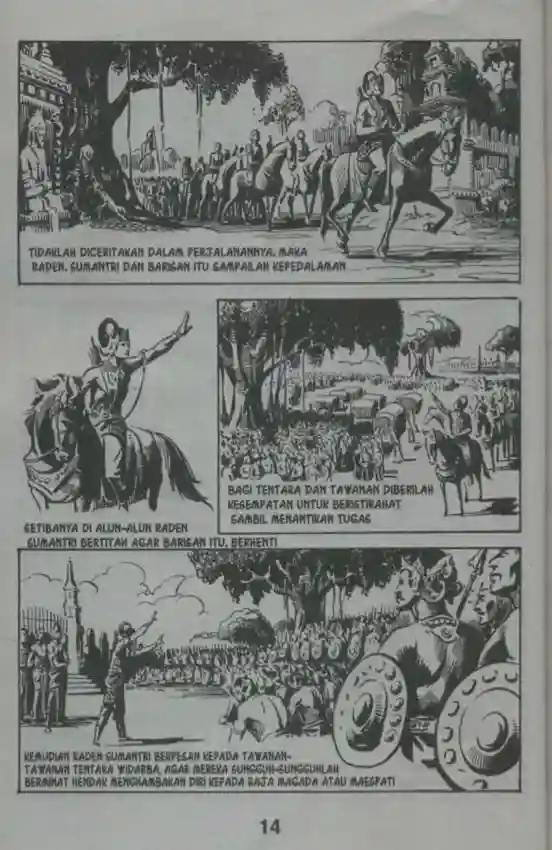 TIDAKLAH DICERITAKAN DALAM PERJALANANNYA. MAKA
RADEN. SUMANTRI DAN BARISAN ITU SAMPAILAH KEPEDALAMAN
SETIBANYA DI ALUN-ALUN RADEN
SUMANTRI BERTITAH AGAR BARISAN ITU. BERHENTI
BAGI TENTARA DAN TAWANAN DIBERILAH
KESEMPATAN UNTUK BERISTIRAHAT
SAMBIL MENANTIKAN TUGAS
KEMUDIAN RADEN SUMANTRI BERPESAN KEPADA TAWANAN-
TAWANAN TENTARA WIDARBA, AGAR MEREKA SUNGGUH-SUNGGUHLAH
BERMINAT HENDAK MENGHAMBAKAN DIRI KEPADA RAJA MAGADA ATAU MAESPATI
14